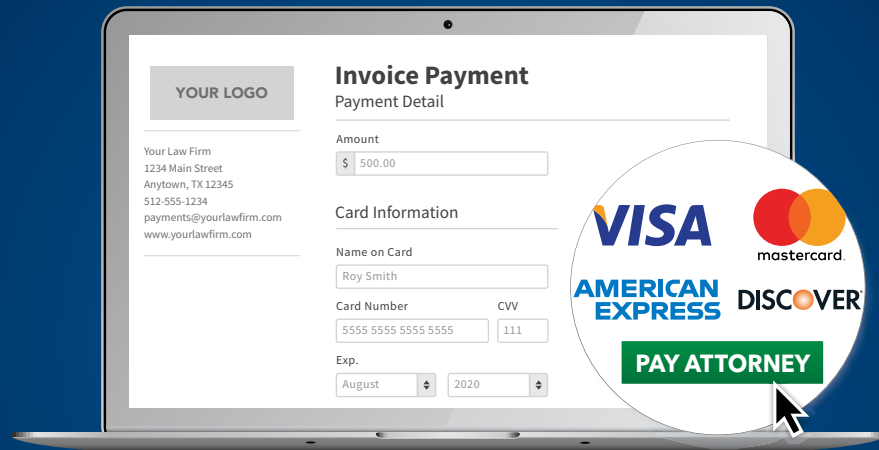 YOUR LOGO
Your Law Firm
1234 Main Street
Anytown, TX 12345
512-555-1234
payments@yourlawfirm.com
www.yourlawfirm.com
Invoice Payment
Payment Detail
Amount
$ 500.00
Card Information
Name on Card
Roy Smith
Card Number CVV
5555 5555 5555 5555 111
Exp.
August 2020
VISA
mastercard.
AMERICAN
EXPRESS
DISCOVER
PAY ATTORNEY